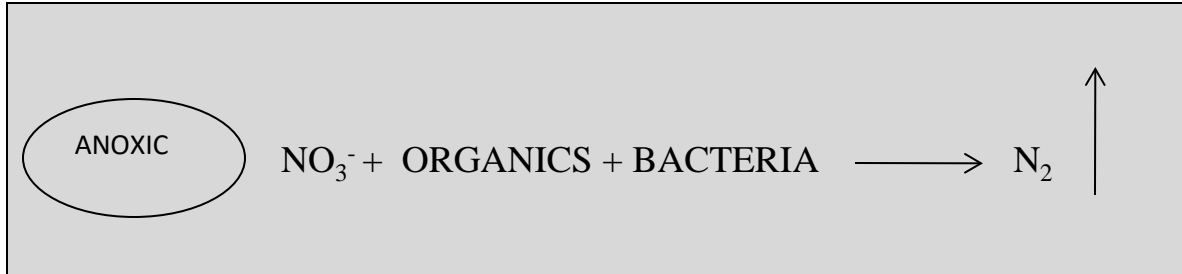 ANOXIC NO₃⁻ + ORGANICS + BACTERIA ⟶ N₂ ↑